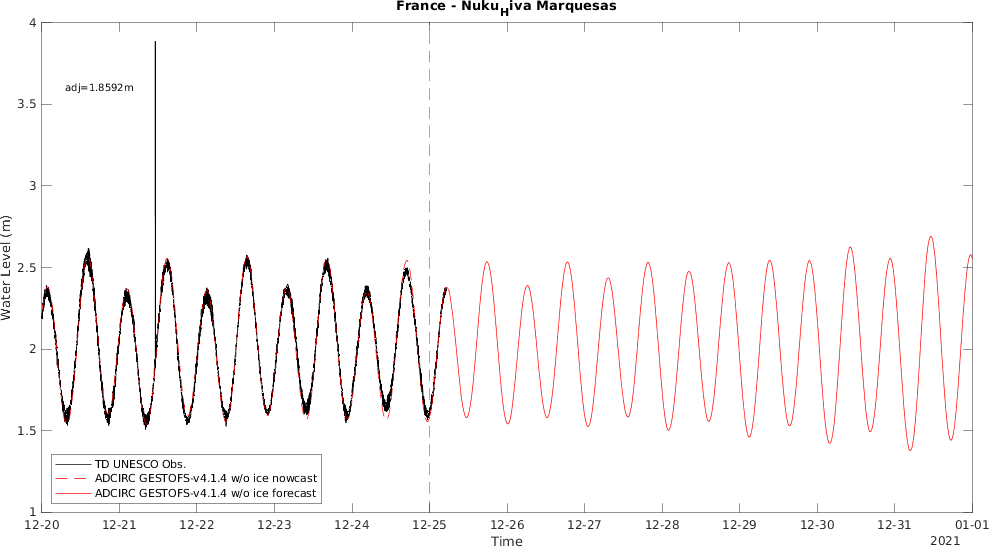 France - Nuku_Hiva Marquesas
4
adj=1.8592m
3.5
3
2.5
Water Level (m)
2
1.5
TD UNESCO Obs.
ADCIRC GESTOFS-v4.1.4 w/o ice nowcast
ADCIRC GESTOFS-v4.1.4 w/o ice forecast
1
12-20 12-21 12-22 12-23 12-24 12-25 12-26 12-27 12-28 12-29 12-30 12-31 01-01
Time
2021